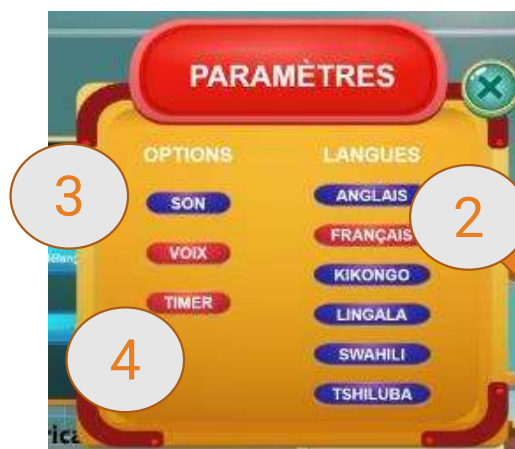 PARAMÈTRES
OPTIONS
SON
VOIX
TIMER
LANGUES
ANGLAIS
FRANÇAIS
KIKONGO
LINGALA
SWAHILI
TSHILUBA
3
2
4